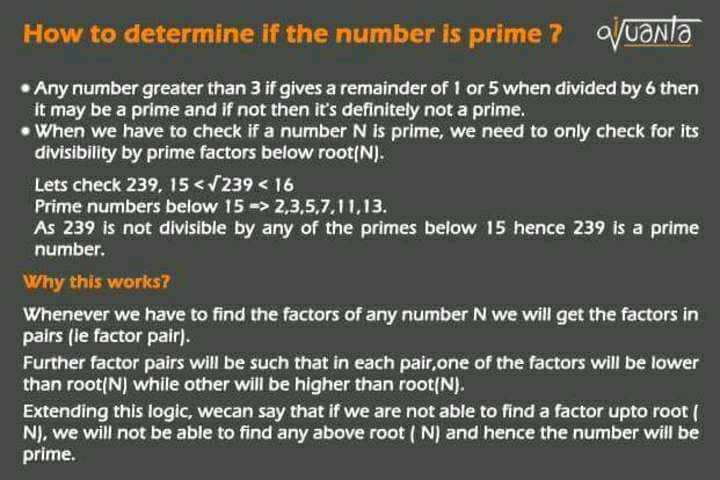 How to determine if the number is prime ?
q√uanta
• Any number greater than 3 if gives a remainder of 1 or 5 when divided by 6 then
it may be a prime and if not then it's definitely not a prime.
• When we have to check if a number N is prime, we need to only check for its
divisibility by prime factors below root(N).
Lets check 239, 15 < √239 < 16
Prime numbers below 15 => 2,3,5,7,11,13.
As 239 is not divisible by any of the primes below 15 hence 239 is a prime
number.
Why this works?
Whenever we have to find the factors of any number N we will get the factors in
pairs (ie factor pair).
Further factor pairs will be such that in each pair,one of the factors will be lower
than root(N) while other will be higher than root(N).
Extending this logic, wecan say that if we are not able to find a factor upto root (
N), we will not be able to find any above root ( N) and hence the number will be
prime.